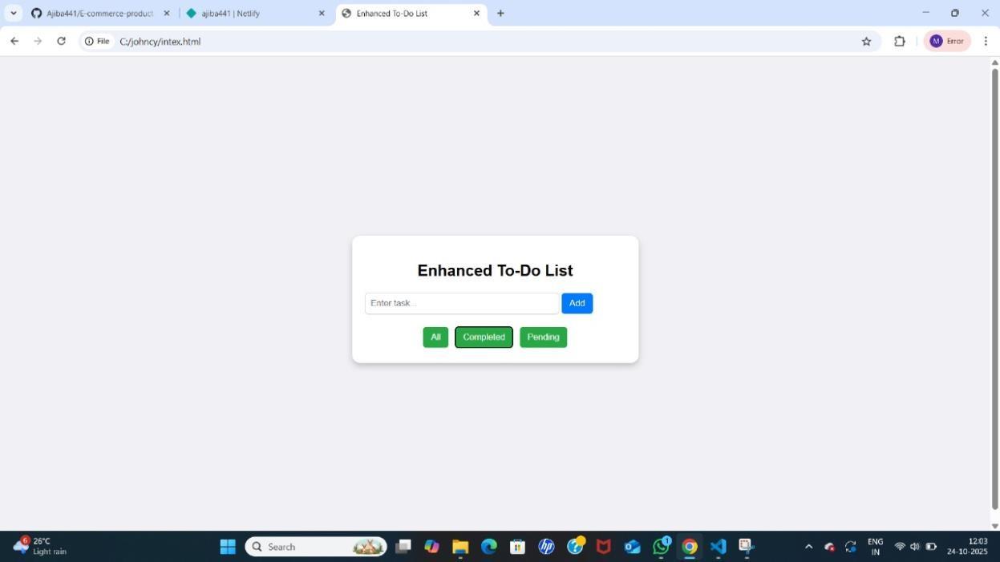 Ajiba441/E-commerce-product
ajiba441 | Netlify
Enhanced To-Do List
File
C:/johncy/intex.html
M
Error
Enhanced To-Do List
Enter task...
Add
All
Completed
Pending
6
26°C
Light rain
Search
hp
1
ENG
IN
12:03
24-10-2025